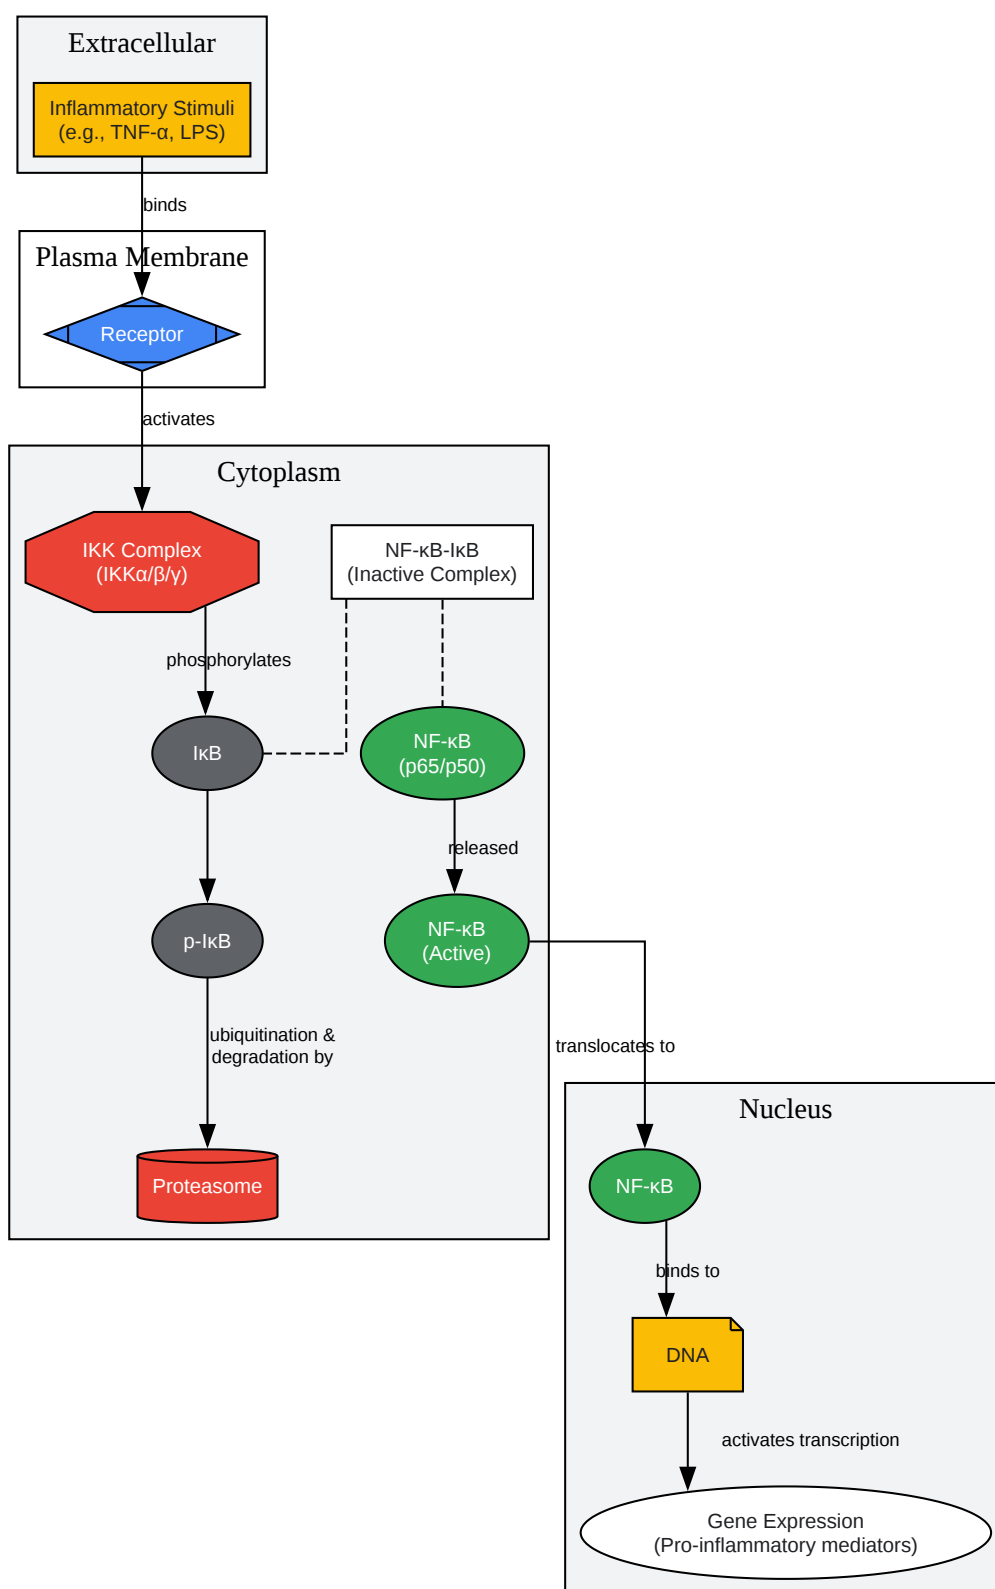 Extracellular
Inflammatory Stimuli
(e.g., TNF-α, LPS)
binds
Plasma Membrane
Receptor
activates
Cytoplasm
IKK Complex
(IKKα/β/γ)
NF-κB-IκB
(Inactive Complex)
phosphorylates
IκB
NF-κB
(p65/p50)
released
p-IκB
NF-κB
(Active)
ubiquitination &
degradation by
translocates to
Proteasome
Nucleus
NF-κB
binds to
DNA
activates transcription
Gene Expression
(Pro-inflammatory mediators)